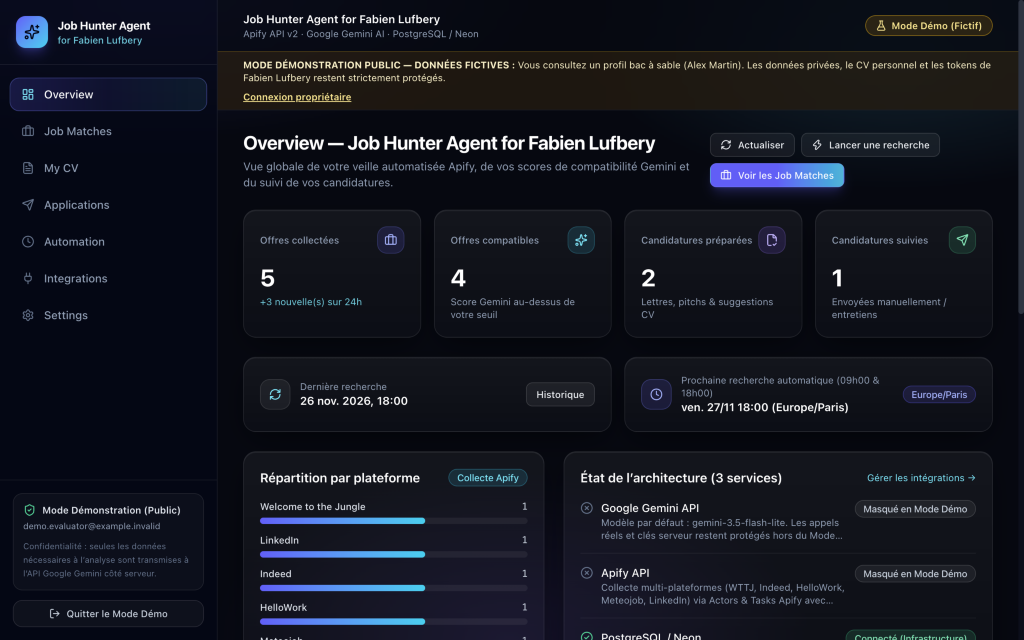 Job Hunter Agent
for Fabien Lufbery
Overview
Job Matches
My CV
Applications
Automation
Integrations
Settings
Mode Démonstration (Public)
demo.evaluator@example.invalid
Confidentialité : seules les données
nécessaires à l'analyse sont transmises à
l'API Google Gemini côté serveur.
Quitter le Mode Démo
Job Hunter Agent for Fabien Lufbery
Apify API v2 · Google Gemini AI · PostgreSQL / Neon
Mode Démo (Fictif)
MODE DÉMONSTRATION PUBLIC — DONNÉES FICTIVES : Vous consultez un profil bac à sable (Alex Martin). Les données privées, le CV personnel et les tokens de
Fabien Lufbery restent strictement protégés.
Connexion propriétaire
Overview — Job Hunter Agent for Fabien Lufbery
Vue globale de votre veille automatisée Apify, de vos scores de compatibilité Gemini et
du suivi de vos candidatures.
Actualiser
Lancer une recherche
Voir les Job Matches
Offres collectées
5
+3 nouvelle(s) sur 24h
Offres compatibles
4
Score Gemini au-dessus de
votre seuil
Candidatures préparées
2
Lettres, pitchs & suggestions
CV
Candidatures suivies
1
Envoyées manuellement /
entretiens
Dernière recherche
26 nov. 2026, 18:00
Historique
Prochaine recherche automatique (09h00 &
18h00)
ven. 27/11 18:00 (Europe/Paris)
Europe/Paris
Répartition par plateforme
Collecte Apify
Welcome to the Jungle 1
LinkedIn 1
Indeed 1
HelloWork 1
Meteojob 1
État de l'architecture (3 services)
Gérer les intégrations →
Google Gemini API
Modèle par défaut : gemini-3.5-flash-lite. Les appels
réels et clés serveur restent protégés hors du Mode...
Masqué en Mode Démo
Apify API
Collecte multi-plateformes (WTTJ, Indeed, HelloWork,
Meteojob, LinkedIn) via Actors & Tasks Apify avec...
Masqué en Mode Démo
PostgreSQL / Neon
Connecté (Infrastructure)